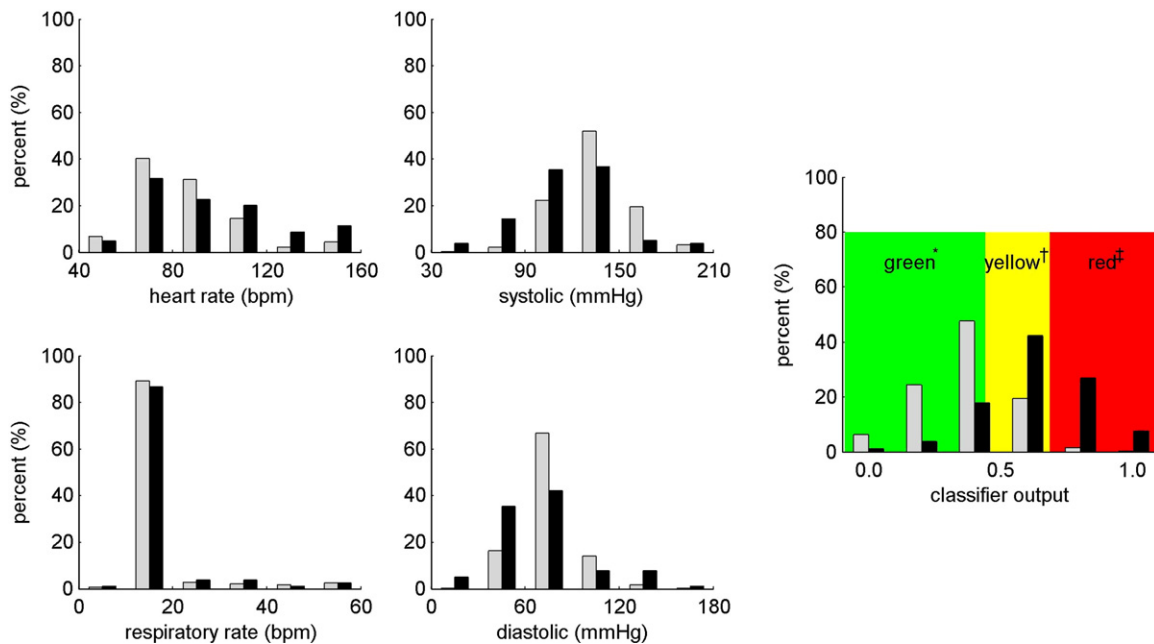 percent (%)
100
80
60
40
20
0
40 80 120 160
heart rate (bpm)
100
80
60
40
20
0
30 90 150 210
systolic (mmHg)
percent (%)
100
80
60
40
20
0
0 20 40 60
respiratory rate (bpm)
100
80
60
40
20
0
0 60 120 180
diastolic (mmHg)
percent (%)
100
80
60
40
20
0
green* yellow† red‡
0.0 0.5 1.0
classifier output